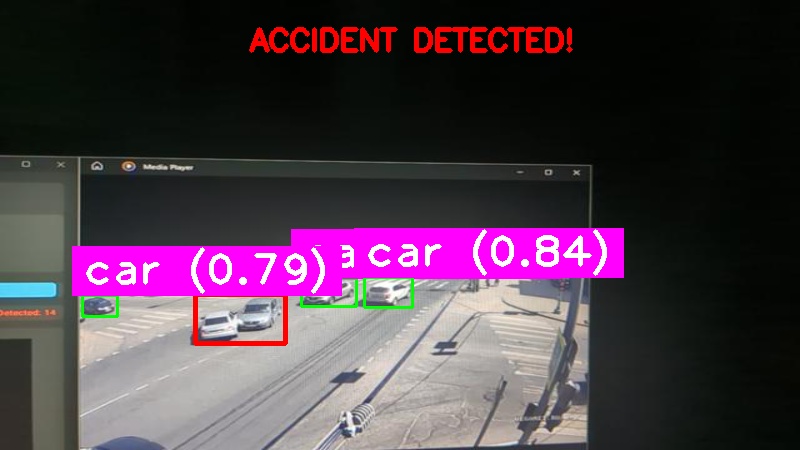 ACCIDENT DETECTED!
Media Player
car (0.84)
car (0.79)
Detected: 14